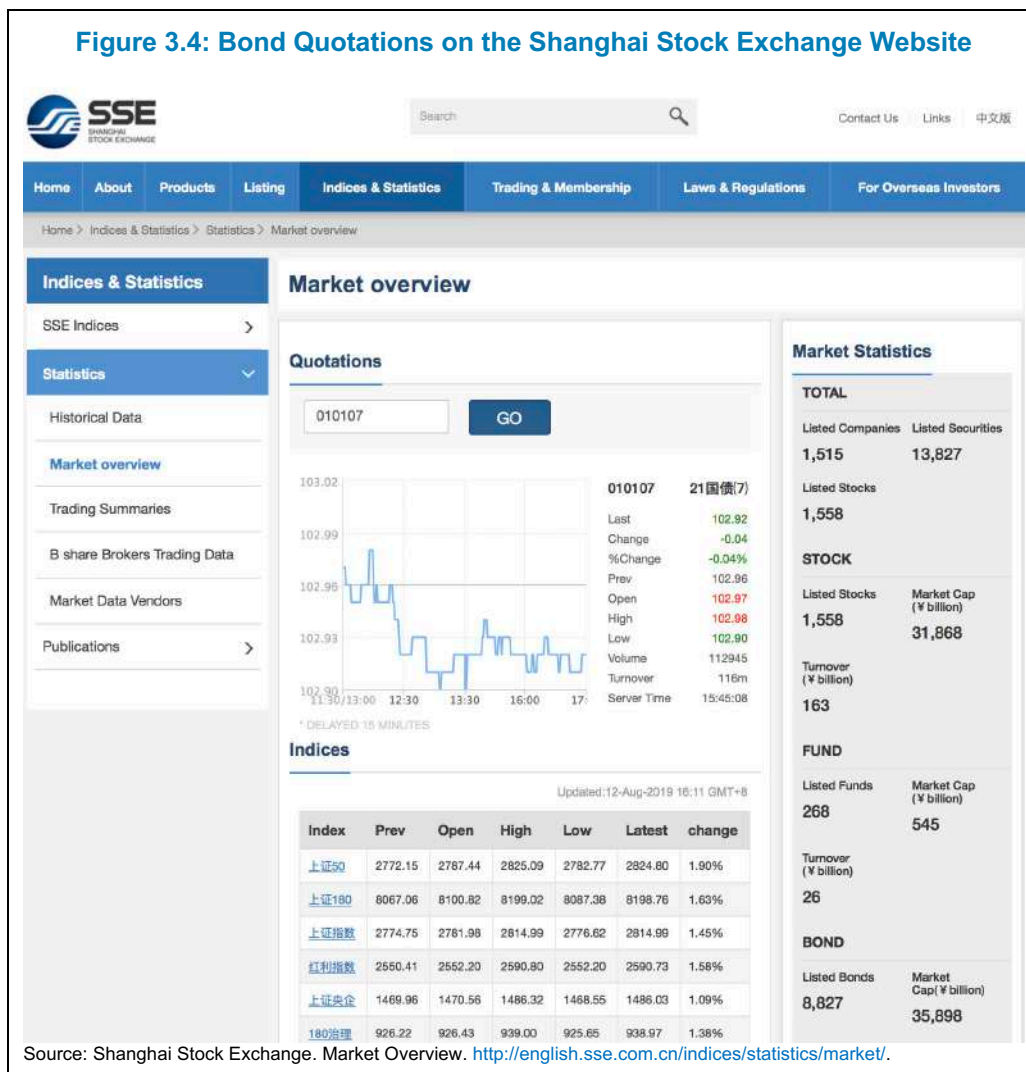 Figure 3.4: Bond Quotations on the Shanghai Stock Exchange Website
SSE
SHANGHAI
STOCK EXCHANGE
Search
Contact Us
Links
中文版
Home
About
Products
Listing
Indices & Statistics
Trading & Membership
Laws & Regulations
For Overseas Investors
Home > Indices & Statistics > Statistics > Market overview
Indices & Statistics
SSE Indices
Statistics
Historical Data
Market overview
Trading Summaries
B share Brokers Trading Data
Market Data Vendors
Publications
Market overview
Quotations
010107
GO
103.02
102.99
102.96
102.93
102.90
11:30/13:00 12:30 13:30 16:00 17:
* DELAYED 15 MINUTES
010107 21国债(7)
Last 102.92
Change -0.04
%Change -0.04%
Prev 102.96
Open 102.97
High 102.98
Low 102.90
Volume 112945
Turnover 116m
Server Time 15:45:08
Indices
Updated:12-Aug-2019 16:11 GMT+8
Index Prev Open High Low Latest change
上证50 2772.15 2787.44 2825.09 2782.77 2824.80 1.90%
上证180 8067.06 8100.82 8199.02 8087.38 8198.76 1.63%
上证指数 2774.75 2781.98 2814.99 2776.62 2814.99 1.45%
红利指数 2550.41 2552.20 2590.80 2552.20 2590.73 1.58%
上证央企 1469.96 1470.56 1486.32 1468.55 1486.03 1.09%
180治理 926.22 926.43 939.00 925.65 938.97 1.38%
Market Statistics
TOTAL
Listed Companies Listed Securities
1,515 13,827
Listed Stocks
1,558
STOCK
Listed Stocks Market Cap
(¥ billion)
1,558 31,868
Turnover
(¥ billion)
163
FUND
Listed Funds Market Cap
(¥ billion)
268 545
Turnover
(¥ billion)
26
BOND
Listed Bonds Market
Cap(¥ billion)
8,827 35,898
Source: Shanghai Stock Exchange. Market Overview. http://english.sse.com.cn/indices/statistics/market/.